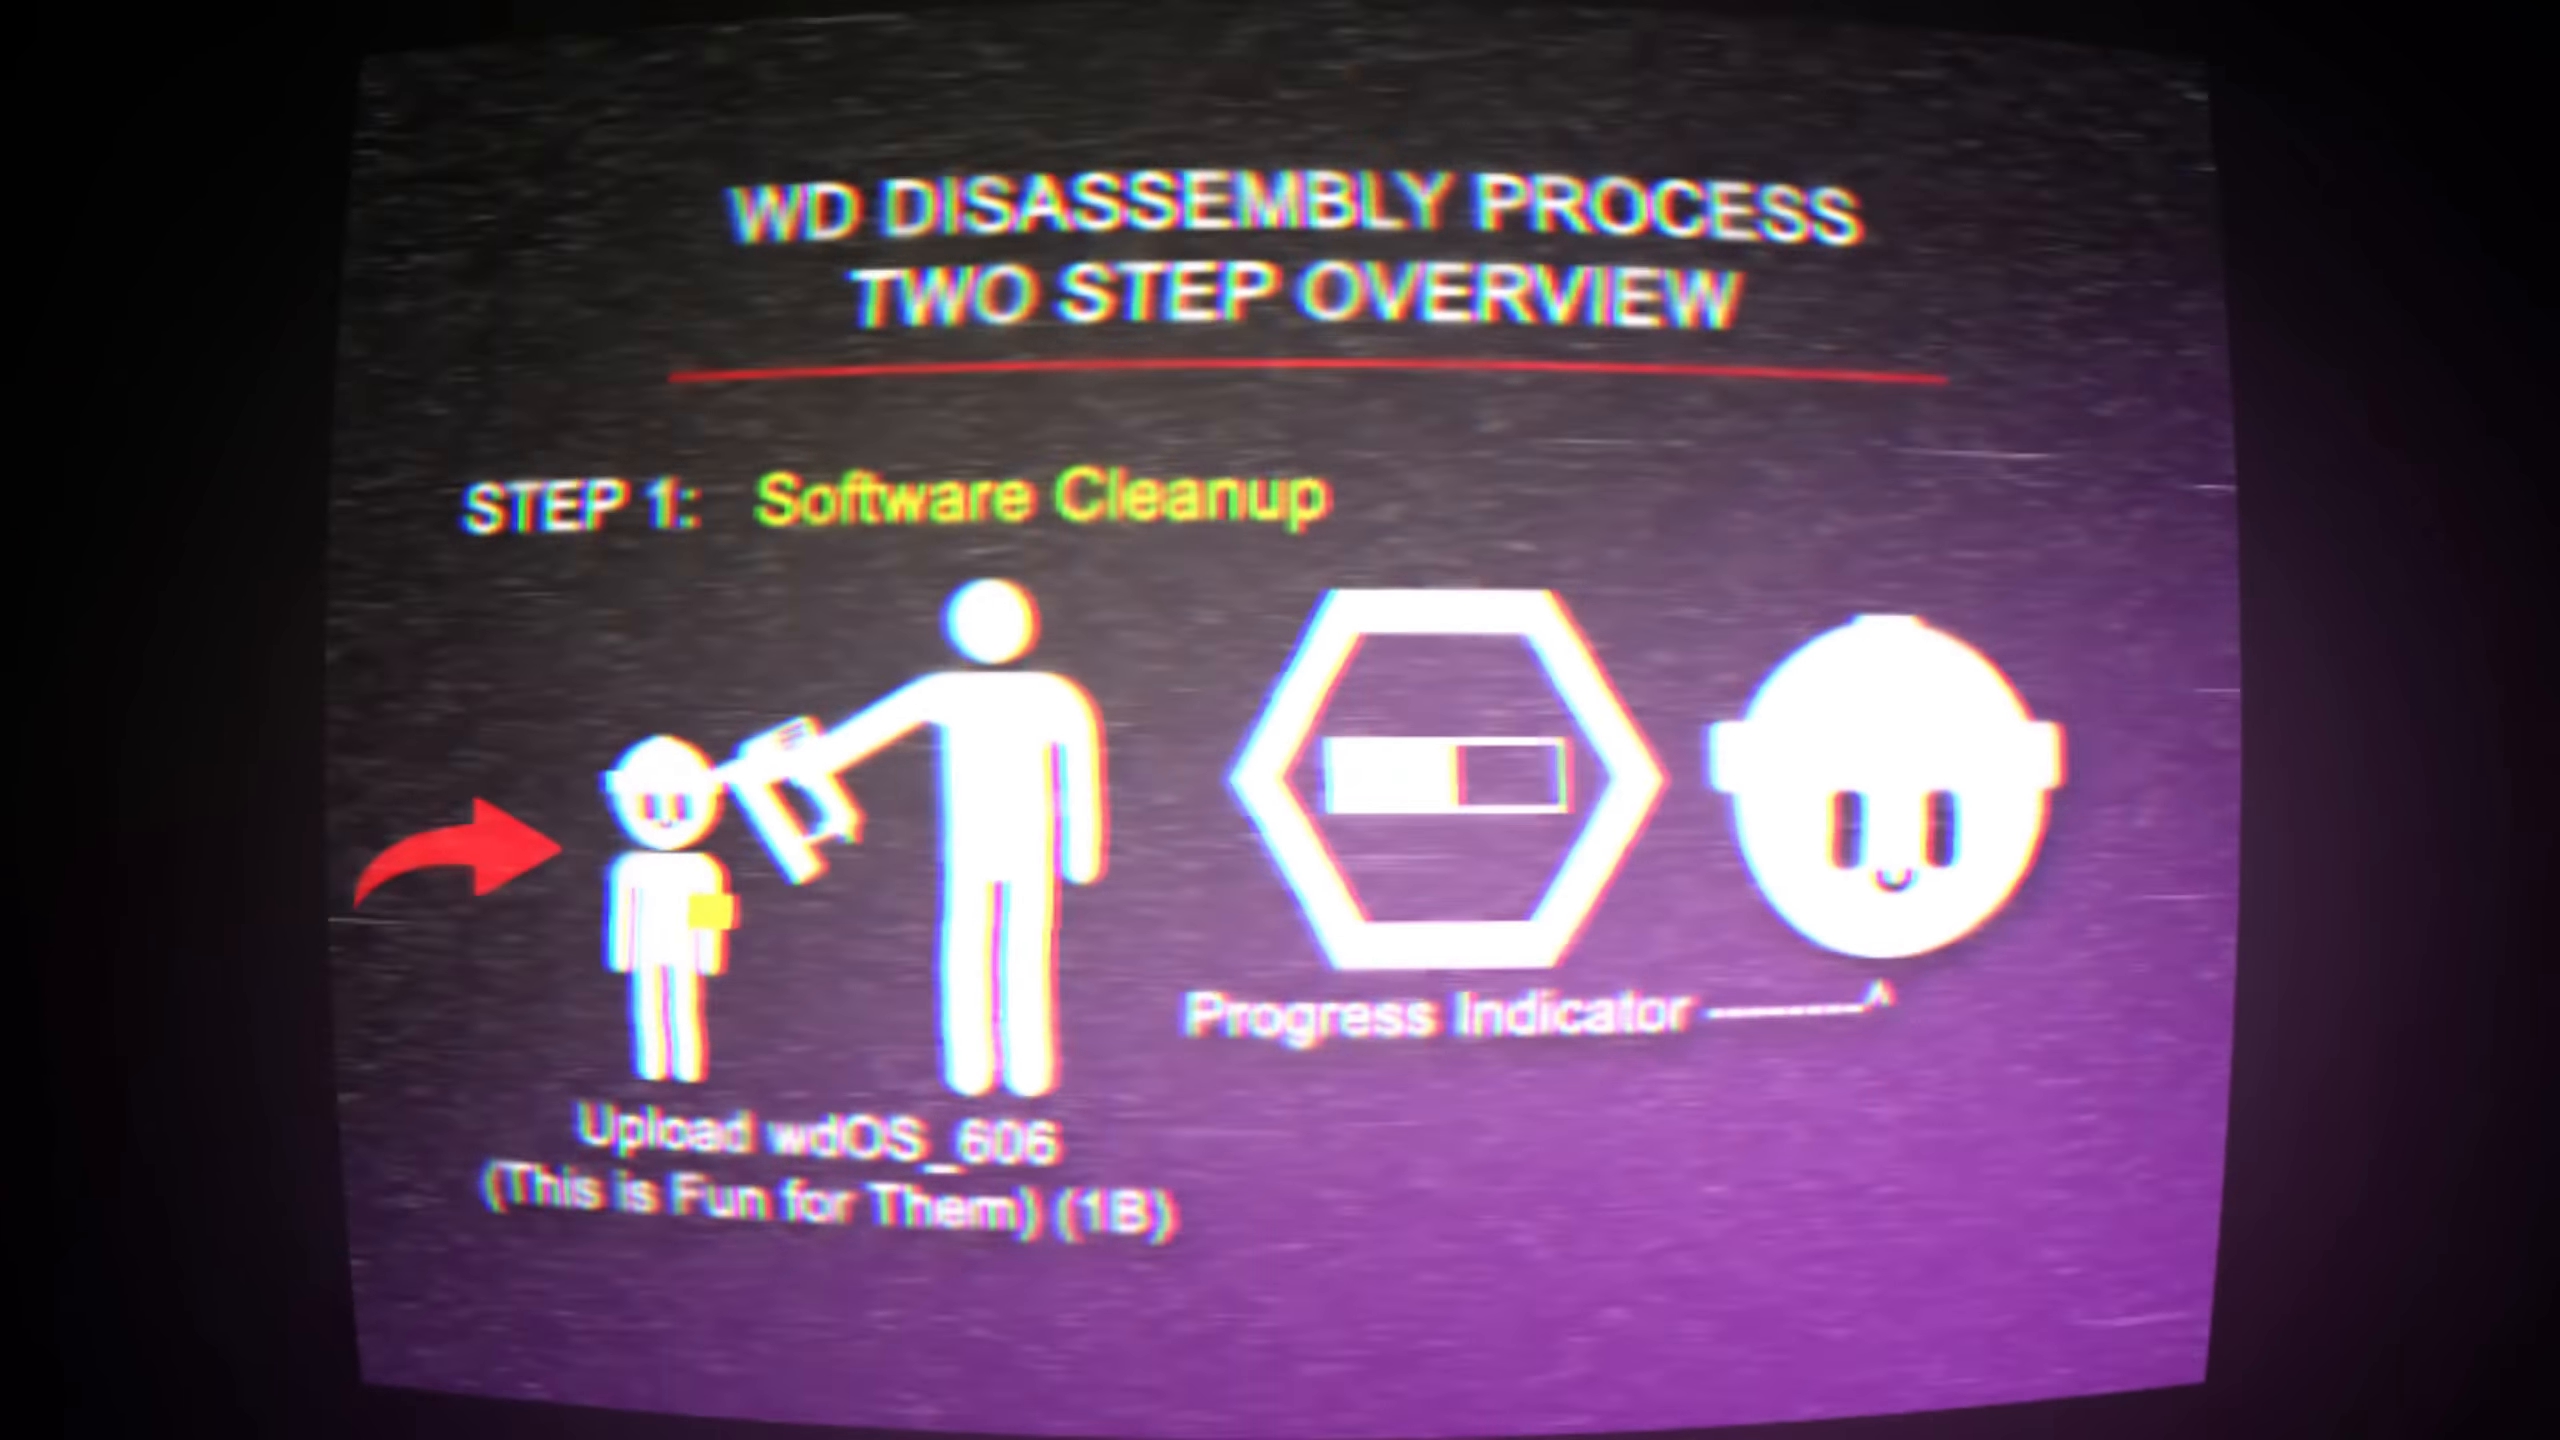 WD DISASSEMBLY PROCESS
TWO STEP OVERVIEW
STEP 1: Software Cleanup
Progress Indicator
Upload wdOS_606
(This is Fun for Them) (1B)